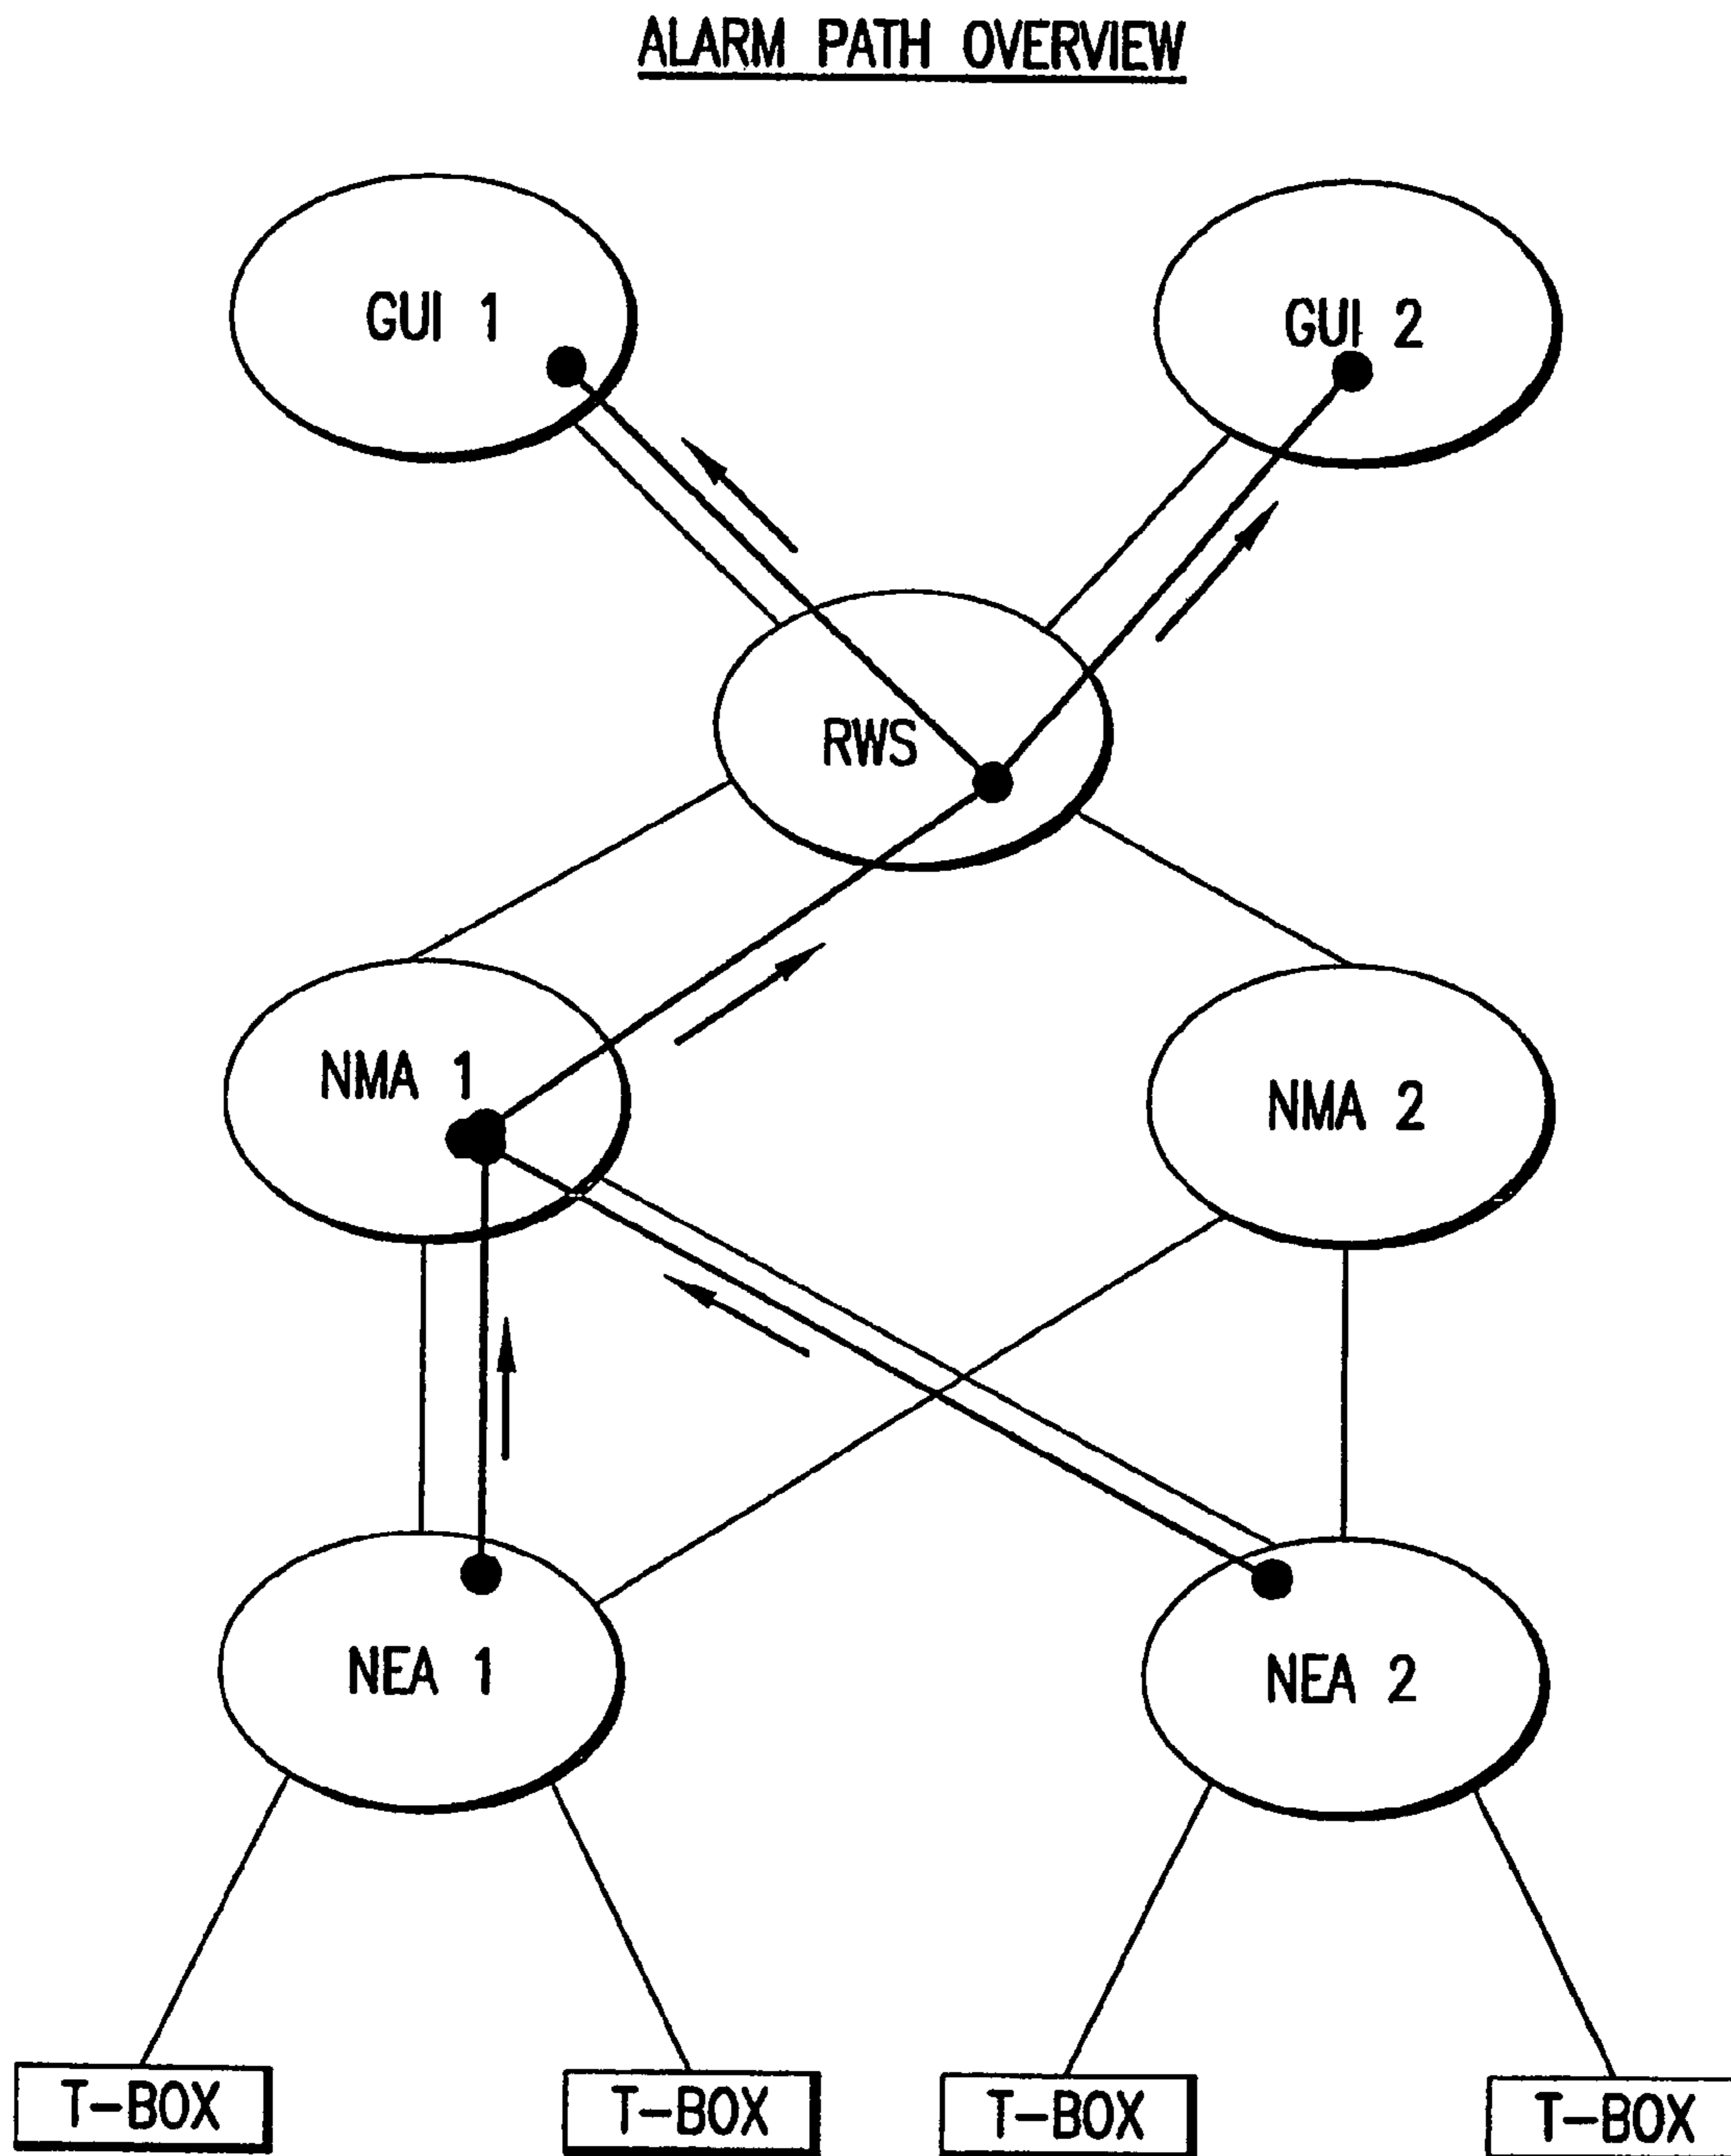 ALARM PATH OVERVIEW
GUI 1
GUI 2
RWS
NMA 1
NMA 2
NEA 1
NEA 2
T-BOX
T-BOX
T-BOX
T-BOX